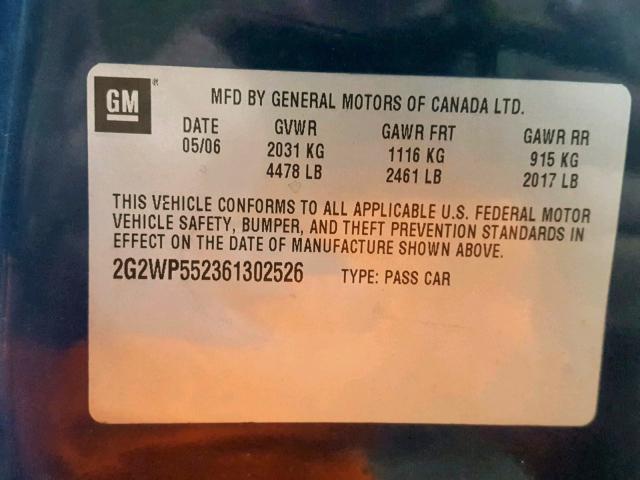 GM®
MFD BY GENERAL MOTORS OF CANADA LTD.
DATE GVWR GAWR FRT GAWR RR
05/06 2031 KG 1116 KG 915 KG
4478 LB 2461 LB 2017 LB
THIS VEHICLE CONFORMS TO ALL APPLICABLE U.S. FEDERAL MOTOR
VEHICLE SAFETY, BUMPER, AND THEFT PREVENTION STANDARDS IN
EFFECT ON THE DATE OF MANUFACTURE SHOWN ABOVE.
2G2WP552361302526 TYPE: PASS CAR